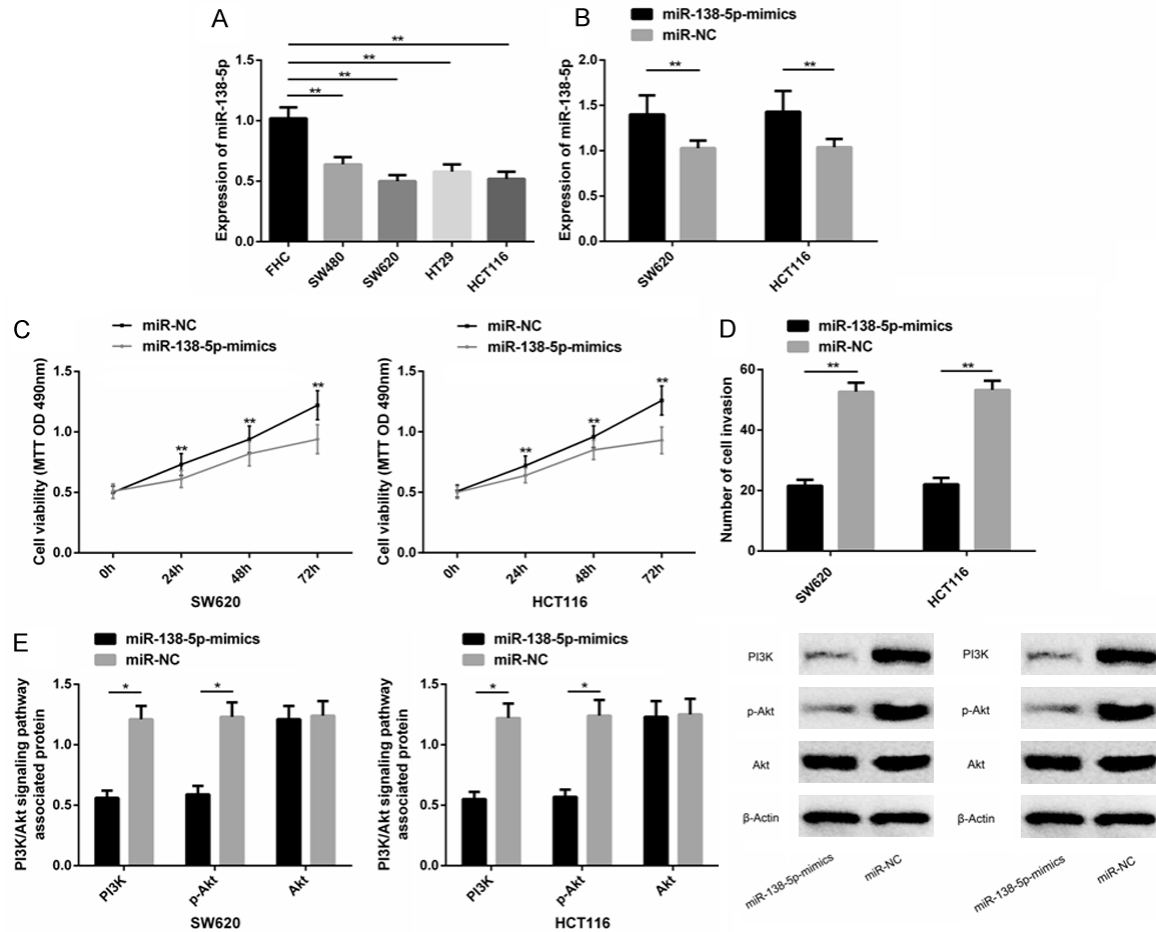 A
Expression of miR-138-5p
1.5
1.0
0.5
0.0
**
**
**
**
FHC
SW480
SW620
HT29
HCT116
B
miR-138-5p-mimics
miR-NC
Expression of miR-138-5p
2.0
1.5
1.0
0.5
0.0
**
**
SW620
HCT116
C
miR-NC
miR-138-5p-mimics
Cell viability (MTT OD 490nm)
1.5
1.0
0.5
0.0
**
**
**
0h
24h
48h
72h
SW620
miR-NC
miR-138-5p-mimics
Cell viability (MTT OD 490nm)
1.5
1.0
0.5
0.0
**
**
**
0h
24h
48h
72h
HCT116
D
miR-138-5p-mimics
miR-NC
Number of cell invasion
60
40
20
0
**
**
SW620
HCT116
E
miR-138-5p-mimics
miR-NC
PI3K/Akt signaling pathway
associated protein
1.5
1.0
0.5
0.0
*
*
PI3K
p-Akt
Akt
SW620
miR-138-5p-mimics
miR-NC
PI3K/Akt signaling pathway
associated protein
1.5
1.0
0.5
0.0
*
*
PI3K
p-Akt
Akt
HCT116
PI3K
p-Akt
Akt
β-Actin
miR-138-5p-mimics
miR-NC
PI3K
p-Akt
Akt
β-Actin
miR-138-5p-mimics
miR-NC